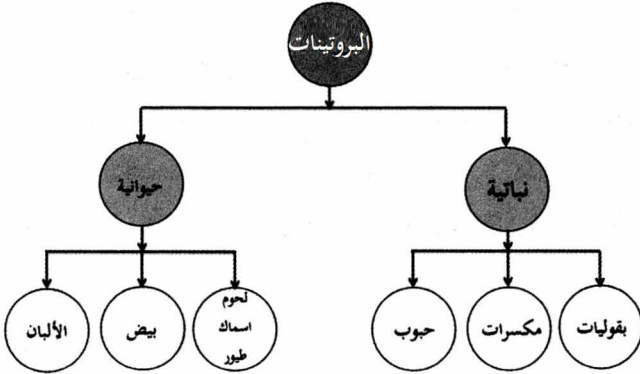 البروتينات
نباتية
حيوانية
بقوليات
مكسرات
حبوب
لحوم
اسماك
طيور
بيض
الألبان